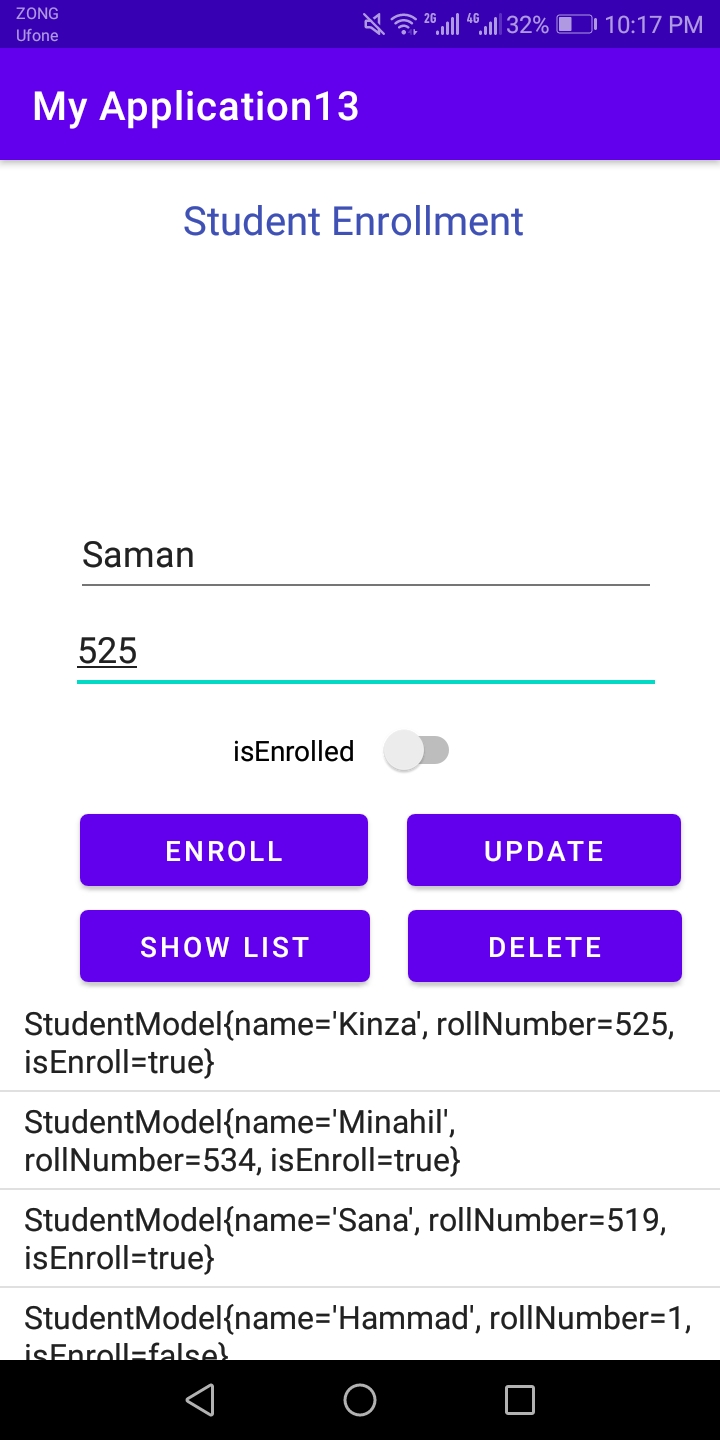 ZONG
Ufone
2G 4G 32% 10:17 PM
My Application13
Student Enrollment
Saman
525
isEnrolled
ENROLL UPDATE
SHOW LIST DELETE
StudentModel{name='Kinza', rollNumber=525,
isEnroll=true}
StudentModel{name='Minahil',
rollNumber=534, isEnroll=true}
StudentModel{name='Sana', rollNumber=519,
isEnroll=true}
StudentModel{name='Hammad', rollNumber=1,
isEnroll=false}